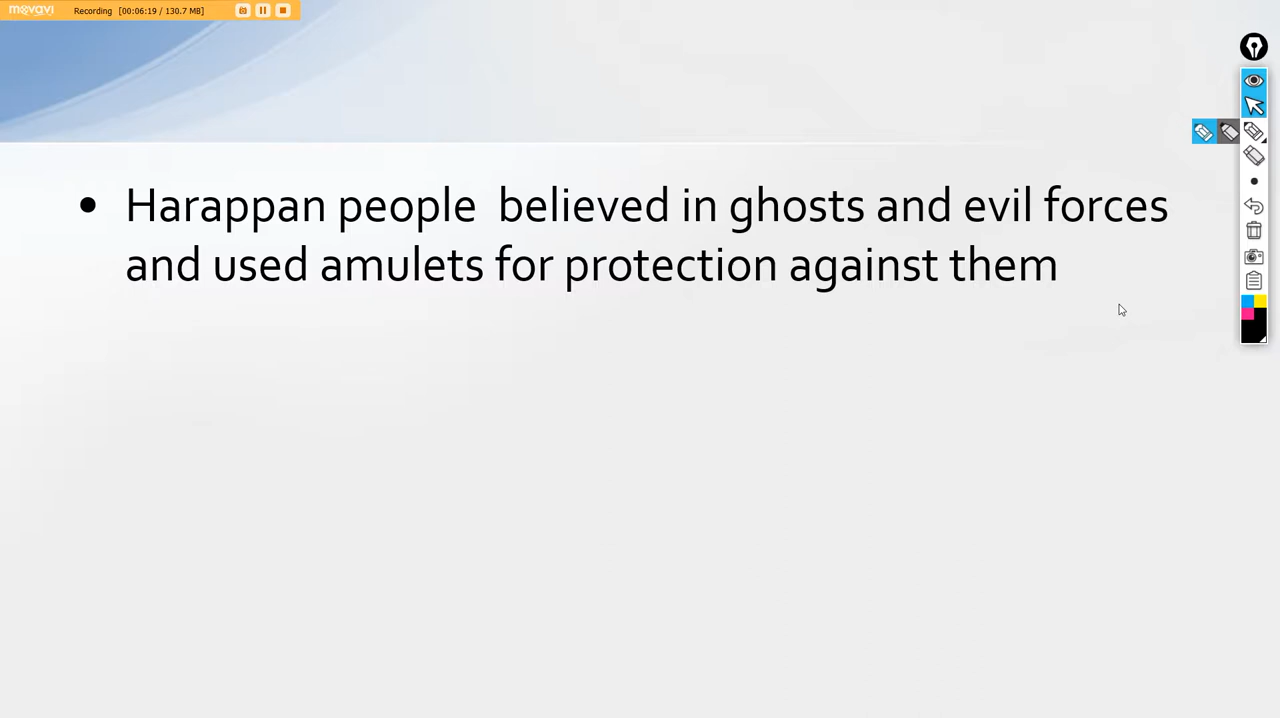 movavi Recording [00:06:19 / 130.7 MB]
• Harappan people believed in ghosts and evil forces
and used amulets for protection against them